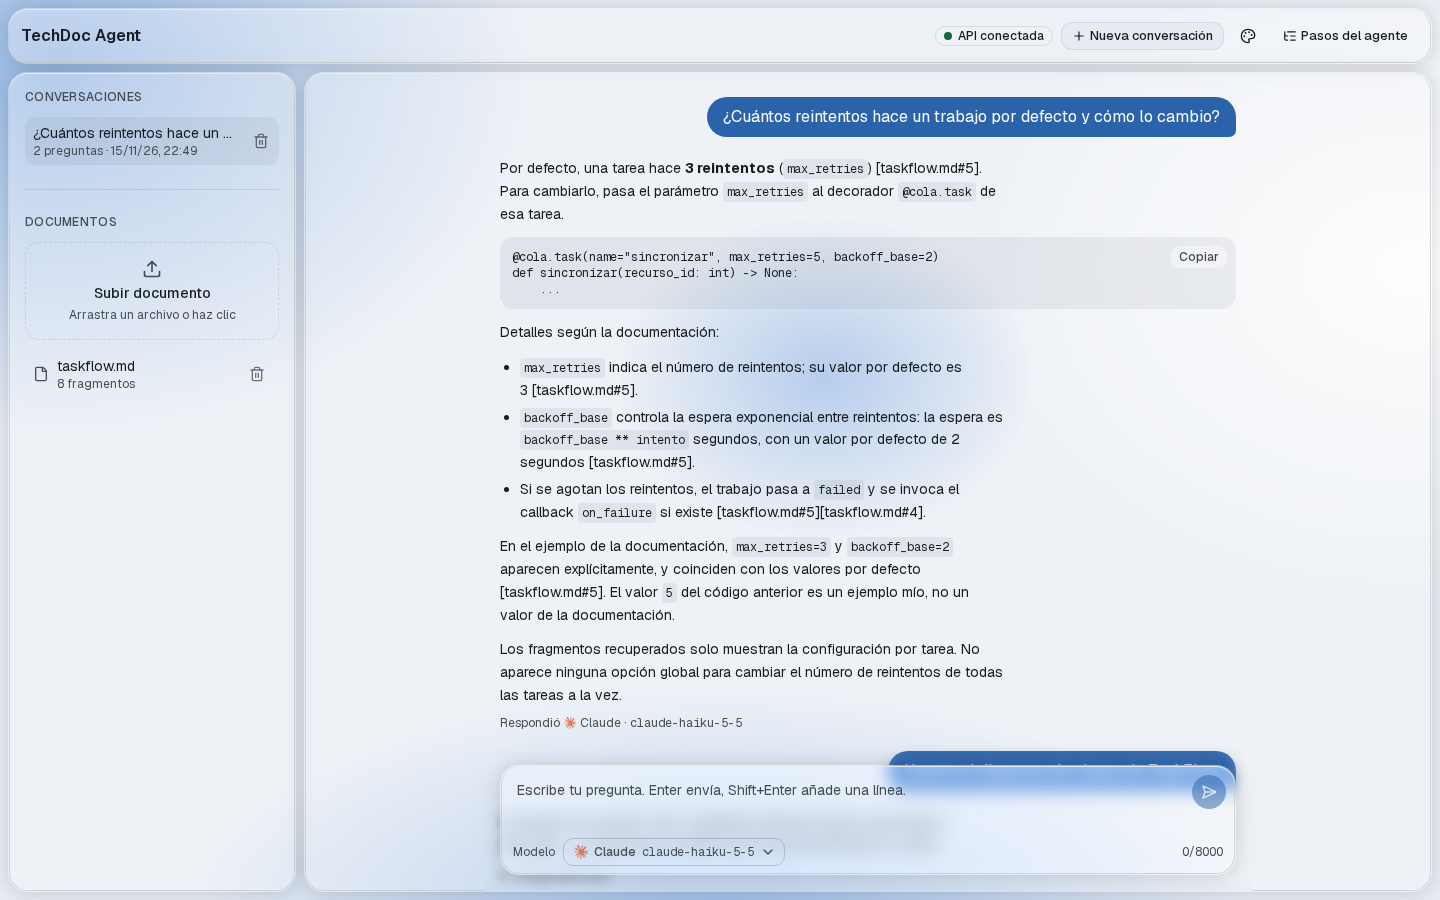 TechDoc Agent
API conectada
Nueva conversación
Pasos del agente
CONVERSACIONES
¿Cuántos reintentos hace un ...
2 preguntas · 15/11/26, 22:49
DOCUMENTOS
Subir documento
Arrastra un archivo o haz clic
taskflow.md
8 fragmentos
¿Cuántos reintentos hace un trabajo por defecto y cómo lo cambio?
Por defecto, una tarea hace 3 reintentos (max_retries) [taskflow.md#5].
Para cambiarlo, pasa el parámetro max_retries al decorador @cola.task de
esa tarea.
@cola.task(name="sincronizar", max_retries=5, backoff_base=2)
def sincronizar(recurso_id: int) -> None:
...
Copiar
Detalles según la documentación:
• max_retries indica el número de reintentos; su valor por defecto es
3 [taskflow.md#5].
• backoff_base controla la espera exponencial entre reintentos: la espera es
backoff_base ** intento segundos, con un valor por defecto de 2
segundos [taskflow.md#5].
• Si se agotan los reintentos, el trabajo pasa a failed y se invoca el
callback on_failure si existe [taskflow.md#5][taskflow.md#4].
En el ejemplo de la documentación, max_retries=3 y backoff_base=2
aparecen explícitamente, y coinciden con los valores por defecto
[taskflow.md#5]. El valor 5 del código anterior es un ejemplo mío, no un
valor de la documentación.
Los fragmentos recuperados solo muestran la configuración por tarea. No
aparece ninguna opción global para cambiar el número de reintentos de todas
las tareas a la vez.
Respondió Claude · claude-haiku-5-5
Escribe tu pregunta. Enter envía, Shift+Enter añade una línea.
Modelo
Claude claude-haiku-5-5
0/8000